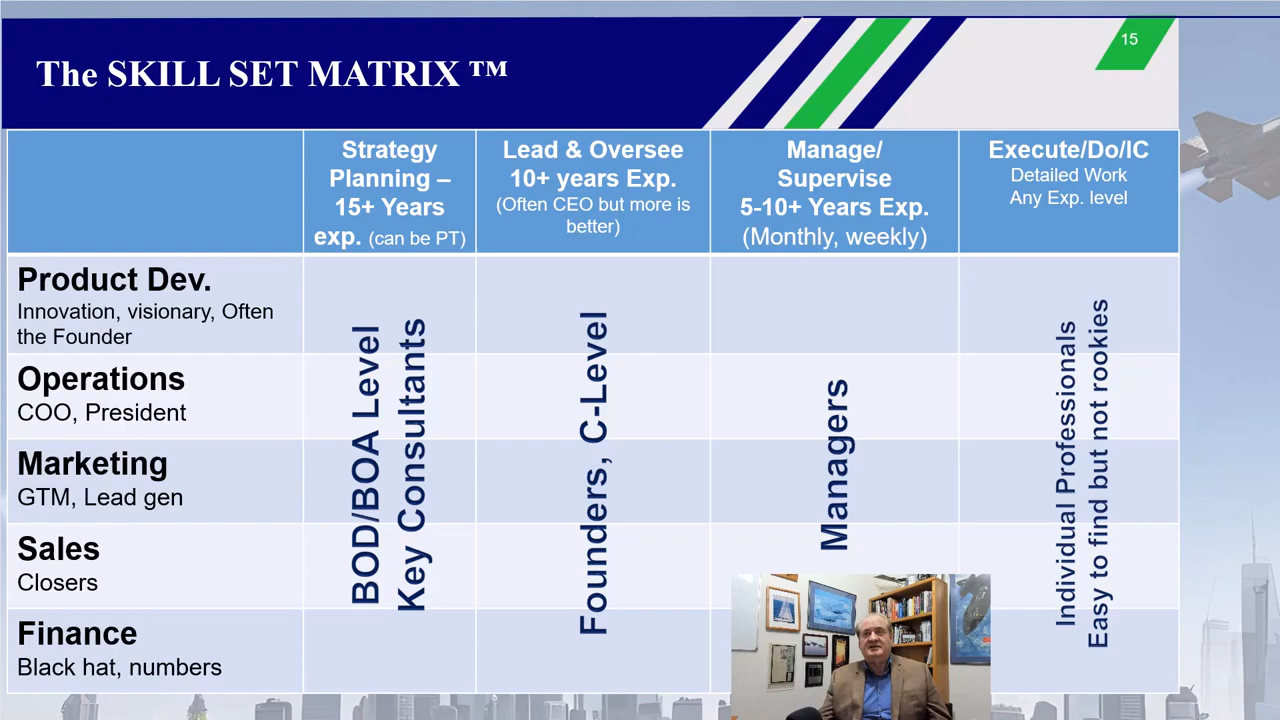 15
The SKILL SET MATRIX ™
Strategy
Planning –
15+ Years
exp. (can be PT)
Lead & Oversee
10+ years Exp.
(Often CEO but more is
better)
Manage/
Supervise
5-10+ Years Exp.
(Monthly, weekly)
Execute/Do/IC
Detailed Work
Any Exp. level
Product Dev.
Innovation, visionary, Often
the Founder
Operations
COO, President
Marketing
GTM, Lead gen
Sales
Closers
Finance
Black hat, numbers
BOD/BOA Level
Key Consultants
Founders, C-Level
Managers
Individual Professionals
Easy to find but not rookies